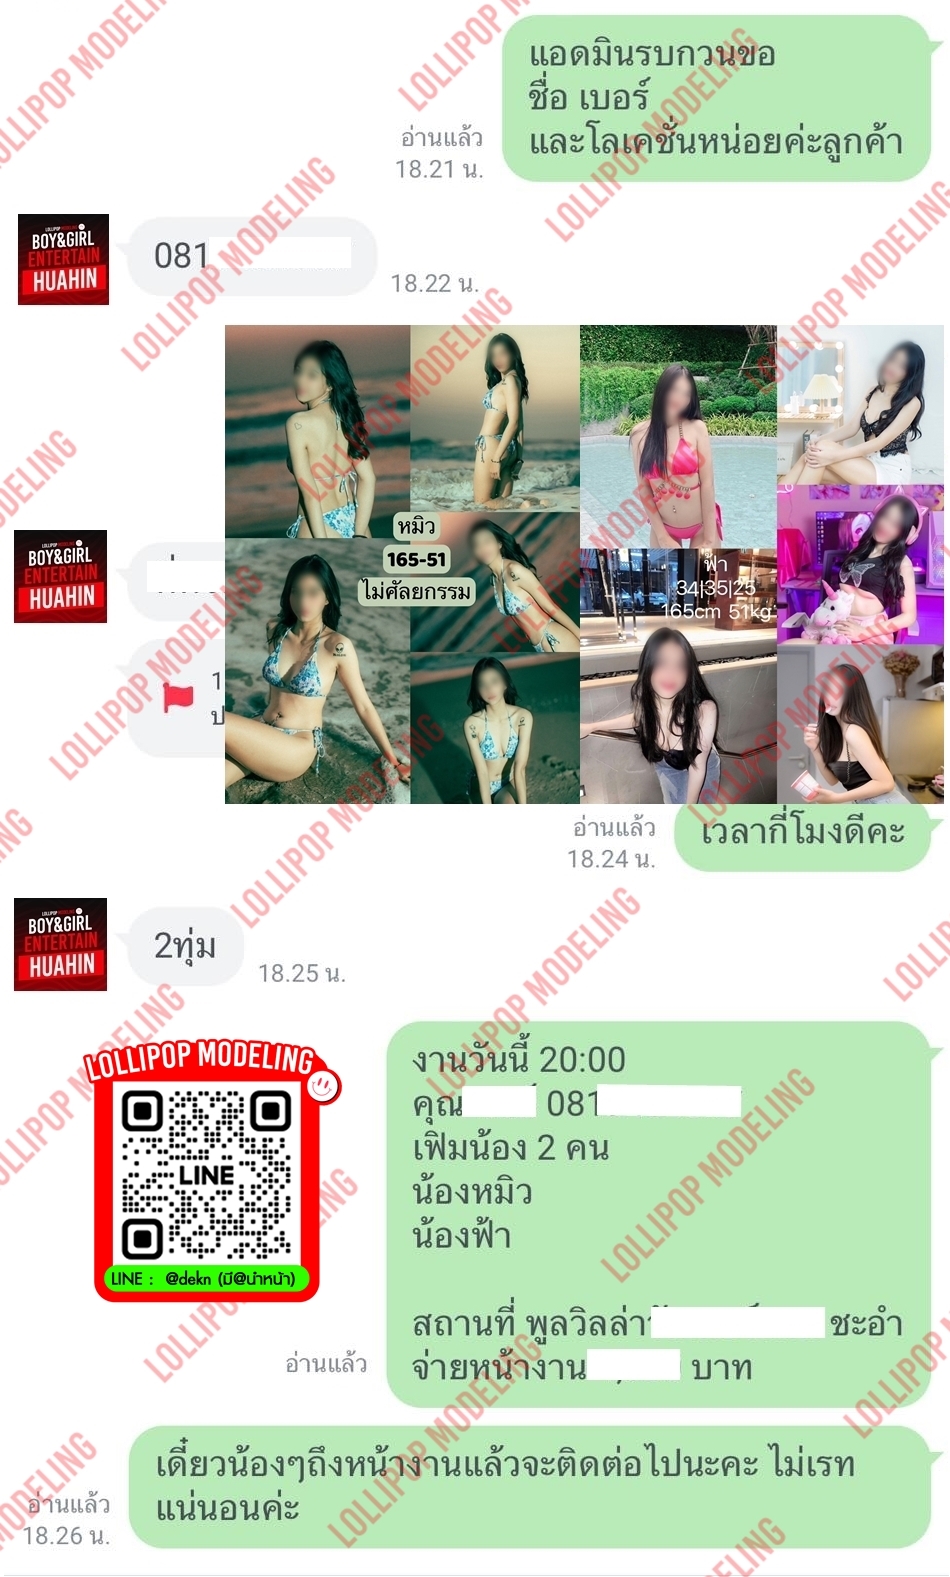 แอดมินรบกวนขอ
ชื่อ เบอร์
และโลเคชั่นหน่อยค่ะลูกค้า
อ่านแล้ว
18.21 น.
LOLLIPOP MODELING
BOY&GIRL
ENTERTAIN
HUAHIN
081
18.22 น.
หมิว
165-51
ไม่ศัลยกรรม
ฟ้า
34|35|25
165cm 51kg
BOY&GIRL
ENTERTAIN
HUAHIN
1
ป
เวลากี่โมงดีคะ
อ่านแล้ว
18.24 น.
BOY&GIRL
ENTERTAIN
HUAHIN
2ทุ่ม
18.25 น.
LOLLIPOP MODELING
LINE
LINE : @dekn (มี@นำหน้า)
งานวันนี้ 20:00
คุณ 081
เฟิมน้อง 2 คน
น้องหมิว
น้องฟ้า
สถานที่ พูลวิลล่า ชะอำ
จ่ายหน้างาน บาท
อ่านแล้ว
เดี๋ยวน้องๆถึงหน้างานแล้วจะติดต่อไปนะคะ ไม่เรท
แน่นอนค่ะ
อ่านแล้ว
18.26 น.